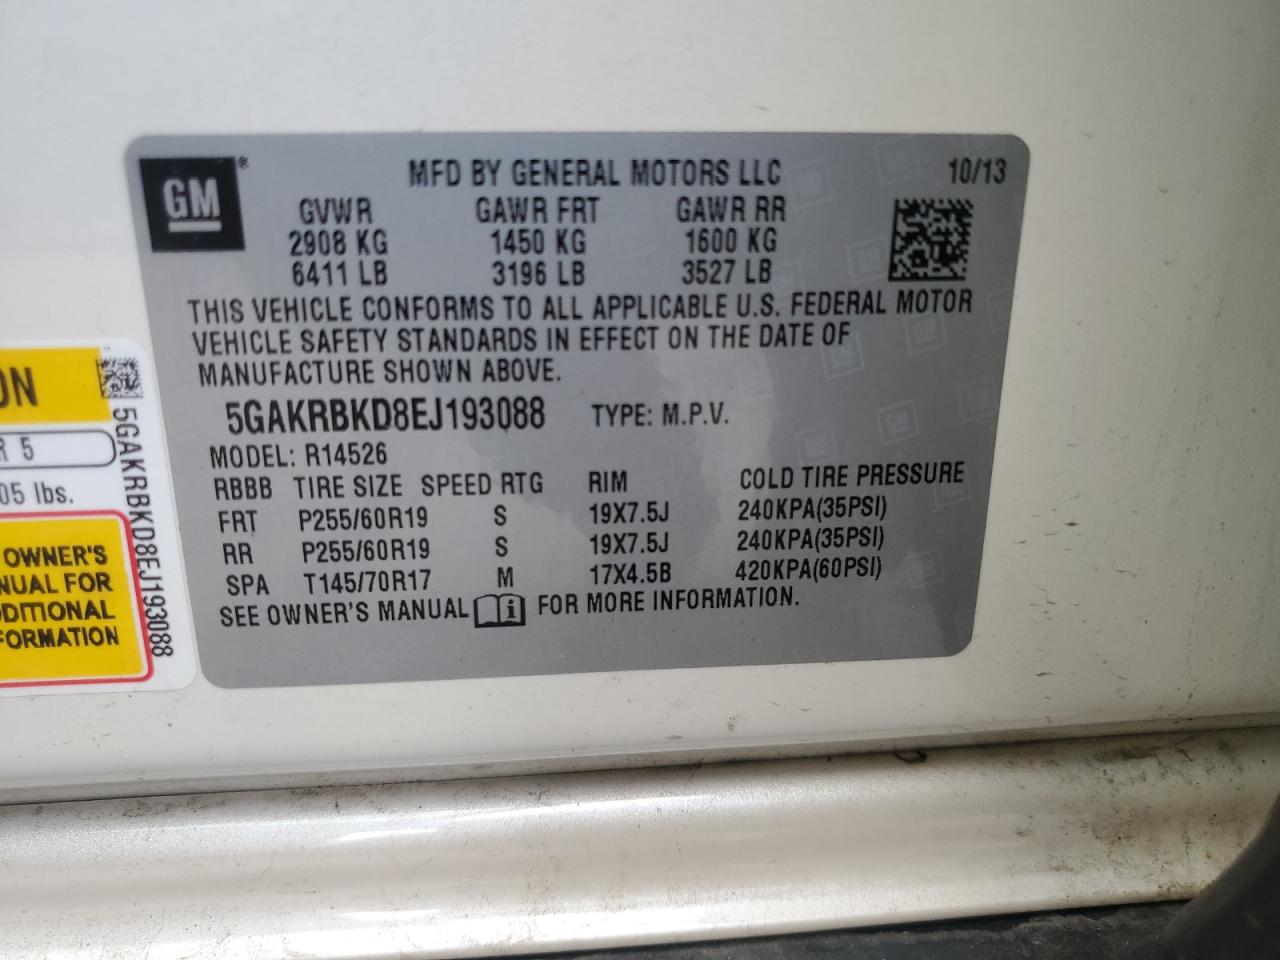 GM ®
MFD BY GENERAL MOTORS LLC 10/13
GVWR GAWR FRT GAWR RR
2908 KG 1450 KG 1600 KG
6411 LB 3196 LB 3527 LB
THIS VEHICLE CONFORMS TO ALL APPLICABLE U.S. FEDERAL MOTOR
VEHICLE SAFETY STANDARDS IN EFFECT ON THE DATE OF
MANUFACTURE SHOWN ABOVE.
5GAKRBKD8EJ193088 TYPE: M.P.V.
MODEL: R14526
RBBB TIRE SIZE SPEED RTG RIM COLD TIRE PRESSURE
FRT P255/60R19 S 19X7.5J 240KPA(35PSI)
RR P255/60R19 S 19X7.5J 240KPA(35PSI)
SPA T145/70R17 M 17X4.5B 420KPA(60PSI)
SEE OWNER'S MANUAL i FOR MORE INFORMATION.
ON
R 5
05 lbs.
OWNER'S
NUAL FOR
DDITIONAL
FORMATION
5GAKRBKD8EJ193088